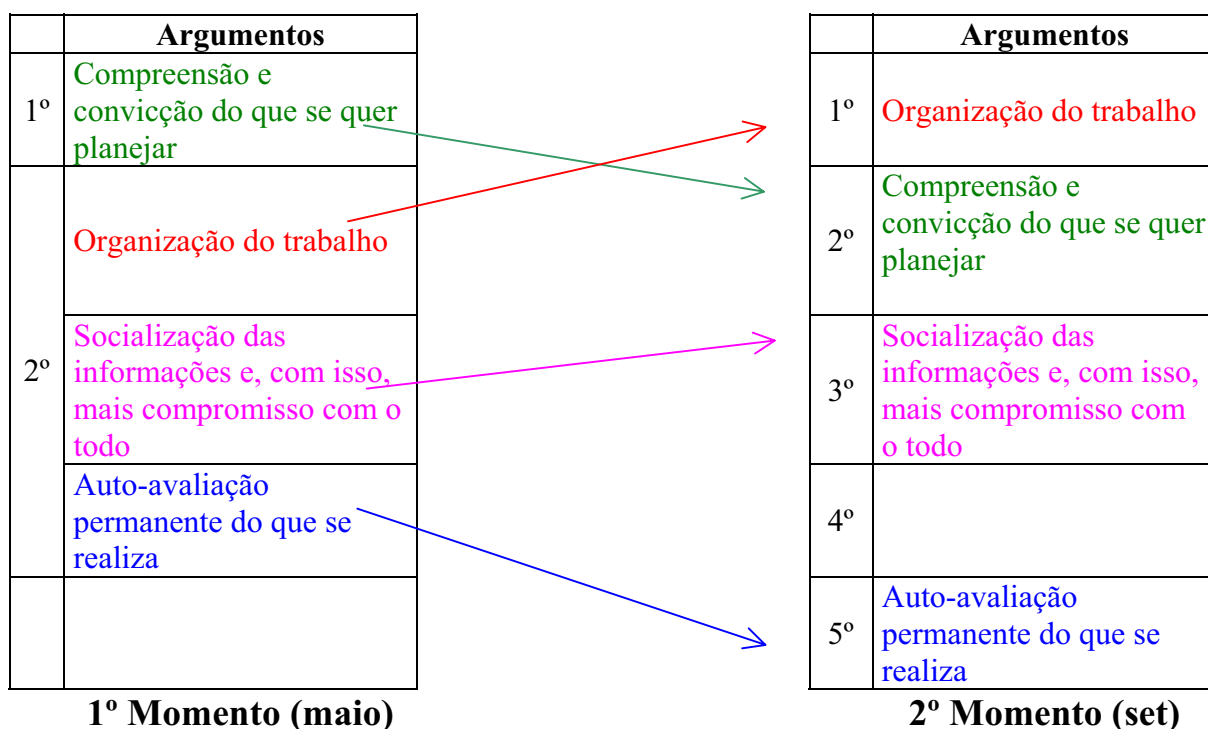 Argumentos
1º
Compreensão e
convicção do que se quer
planejar
2º
Organização do trabalho
Socialização das
informações e, com isso,
mais compromisso com o
todo
Auto-avaliação
permanente do que se
realiza
1º Momento (maio)
Argumentos
1º
Organização do trabalho
2º
Compreensão e
convicção do que se quer
planejar
3º
Socialização das
informações e, com isso,
mais compromisso com
o todo
4º
5º
Auto-avaliação
permanente do que se
realiza
2º Momento (set)